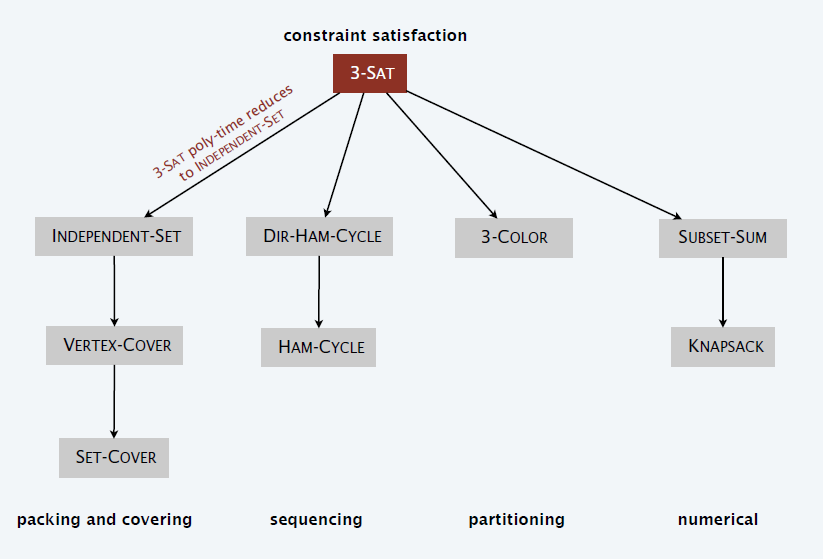 constraint satisfaction
3-SAT
3-SAT poly-time reduces
to INDEPENDENT-SET
INDEPENDENT-SET
DIR-HAM-CYCLE
3-COLOR
SUBSET-SUM
VERTEX-COVER
HAM-CYCLE
KNAPSACK
SET-COVER
packing and covering
sequencing
partitioning
numerical